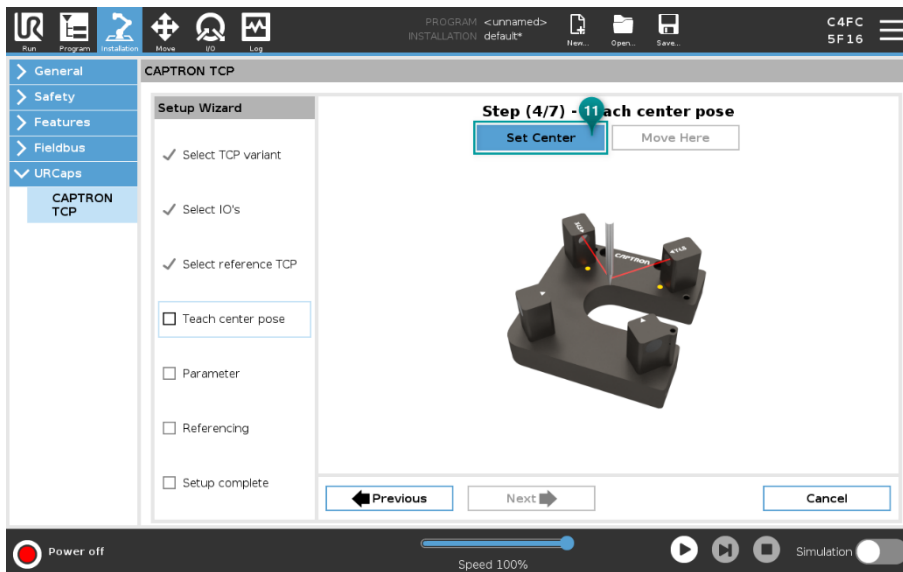 PROGRAM <unnamed>
INSTALLATION default*
Run Program Installation Move I/O Log New... Open... Save...
C4FC
5F16
General
Safety
Features
Fieldbus
URCaps
CAPTRON
TCP
CAPTRON TCP
Setup Wizard
Select TCP variant
Select IO's
Select reference TCP
Teach center pose
Parameter
Referencing
Setup complete
Step (4/7) - 11 ach center pose
Set Center Move Here
CAPTRON
Previous Next Cancel
Power off
Speed 100%
Simulation